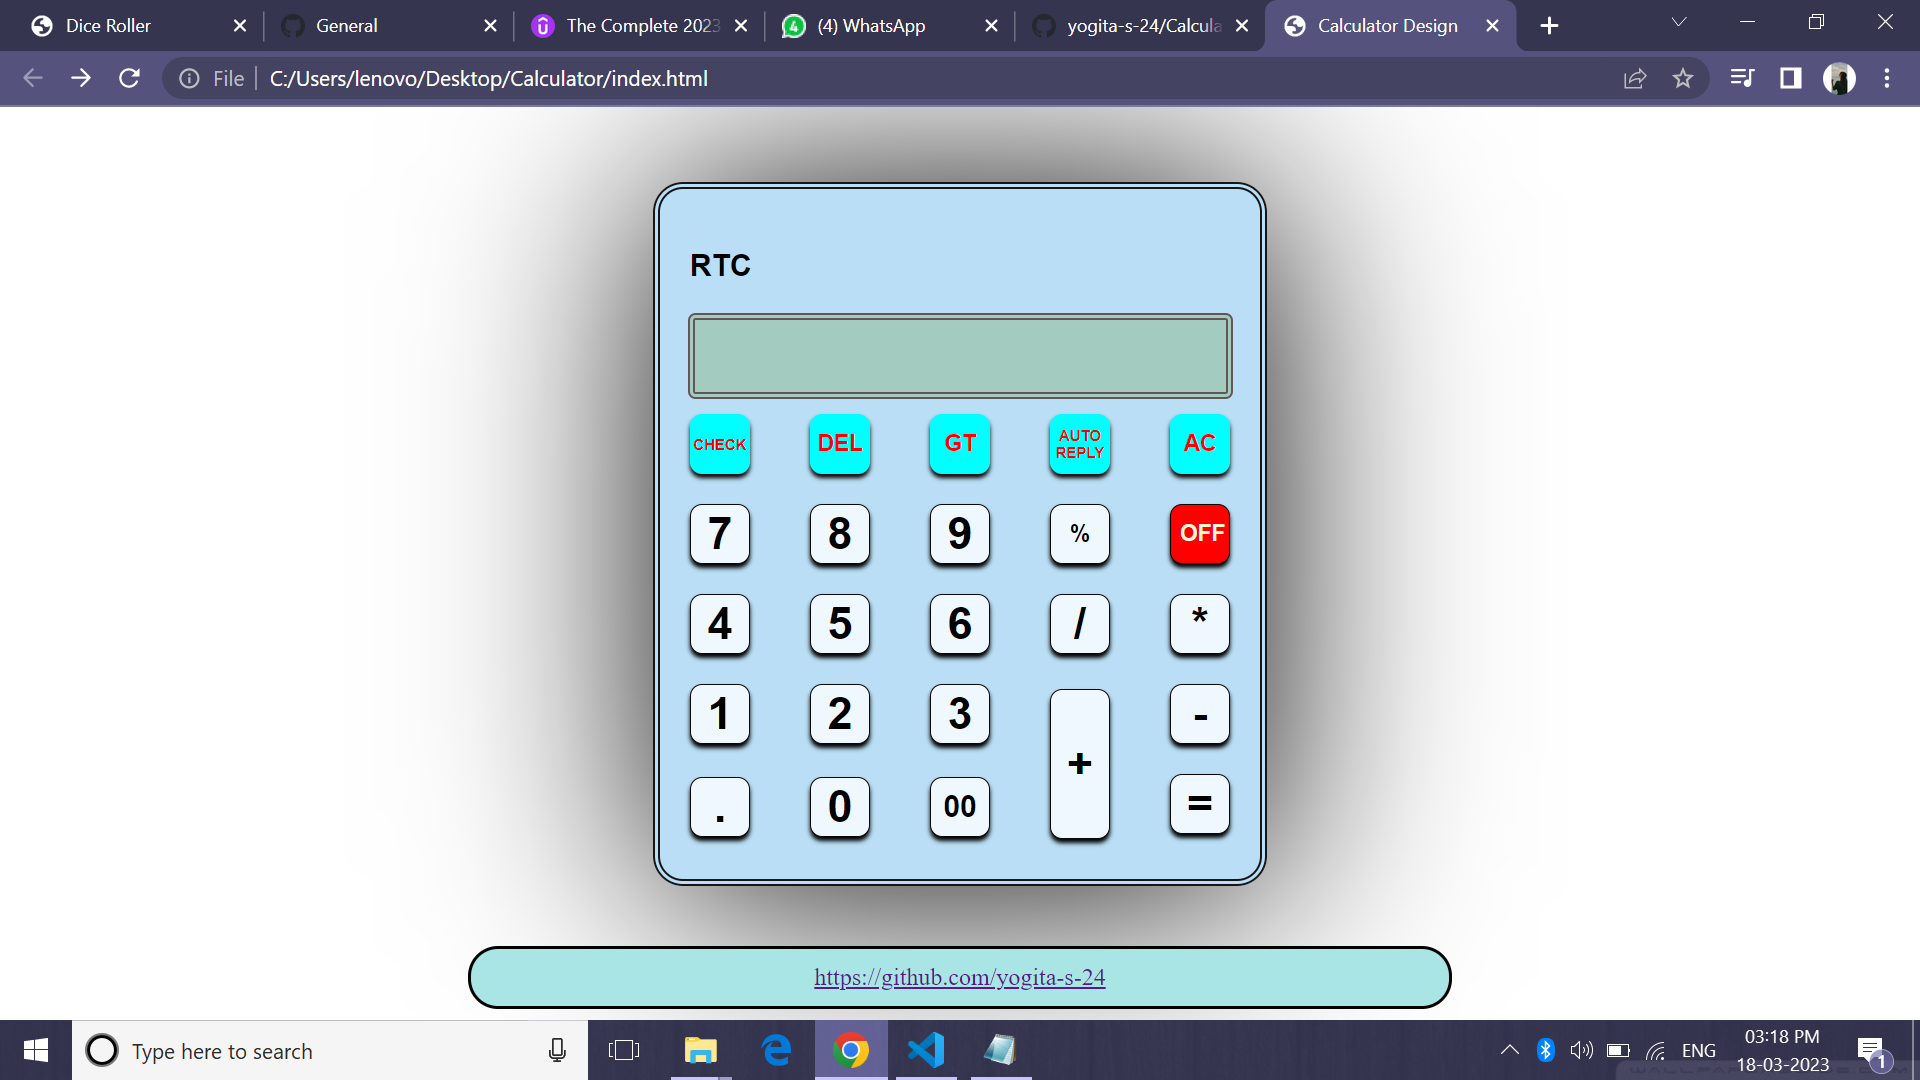 Dice Roller
General
The Complete 2023
(4) WhatsApp
yogita-s-24/Calcula
Calculator Design
File
C:/Users/lenovo/Desktop/Calculator/index.html
RTC
CHECK DEL GT AUTO REPLY AC
7 8 9 % OFF
4 5 6 / *
1 2 3 + -
. 0 00 =
https://github.com/yogita-s-24
Type here to search
ENG
03:18 PM
18-03-2023
1